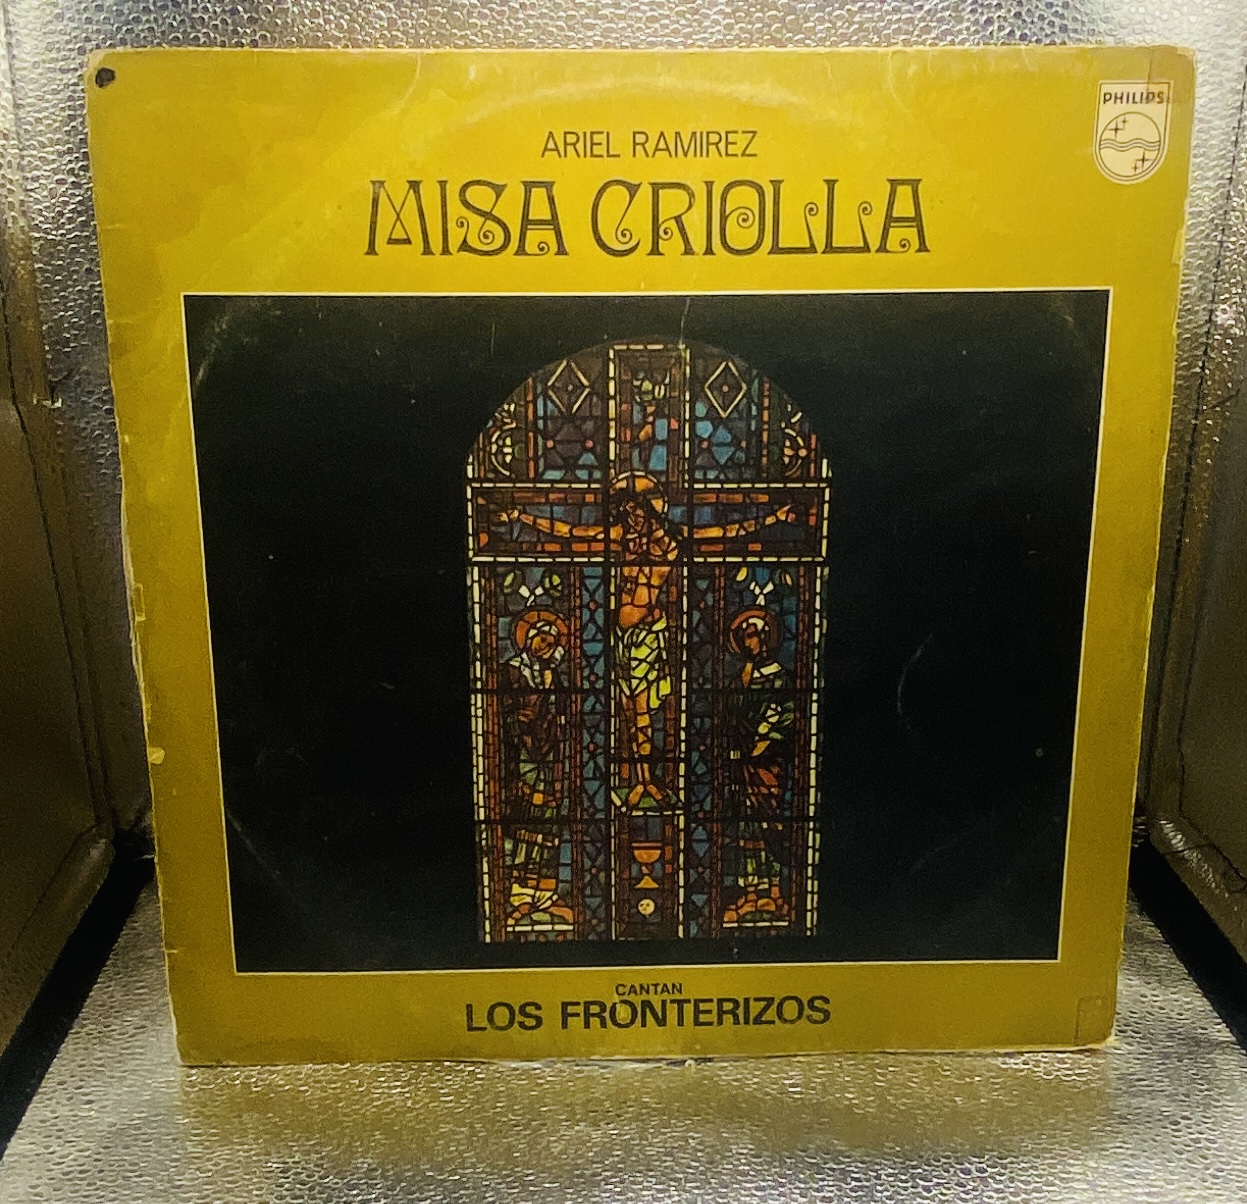 PHILIPS
ARIEL RAMIREZ
MISA CRIOLLA
CANTAN
LOS FRONTERIZOS